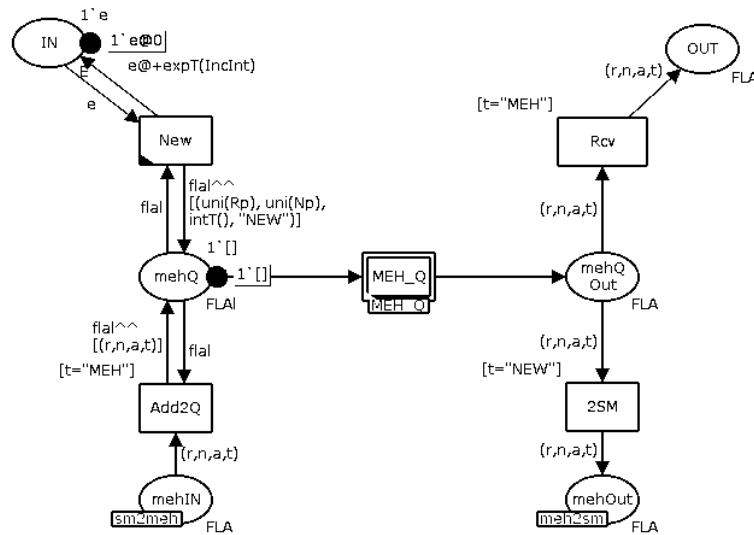 1`e
IN
1`e@0
e@+expT(IncInt)
E
e
New
flal
flal^^
[(uni(Rp), uni(Np),
intT(), "NEW")]
1`[]
mehQ
1`[]
FLAl
flal^^
[(r,n,a,t)]
flal
[t="MEH"]
Add2Q
(r,n,a,t)
mehIN
sm2meh
FLA
MEH_Q
MEH_Q
OUT
(r,n,a,t)
FLA
[t="MEH"]
Rcv
(r,n,a,t)
mehQ
Out
FLA
(r,n,a,t)
[t="NEW"]
2SM
(r,n,a,t)
mehOut
meh2sm
FLA